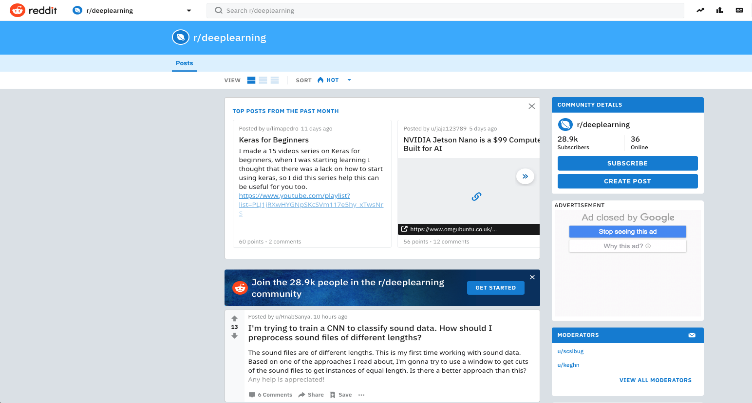 reddit r/deeplearning Search r/deeplearning
r/deeplearning
Posts
VIEW SORT HOT
TOP POSTS FROM THE PAST MONTH
Posted by u/limapedro 11 days ago
Keras for Beginners
I made a 15 videos series on Keras for
beginners, when I was starting learning I
thought that there was a lack on how to start
using keras, so I did this series help this can
be useful for you too.
https://www.youtube.com/playlist?
60 points · 2 comments
Posted by u/jaja123789 5 days ago
NVIDIA Jetson Nano is a $99 Compute
Built for AI
https://www.omgubuntu.co.uk/...
56 points · 12 comments
Join the 28.9k people in the r/deeplearning
community
GET STARTED
13
Posted by 10 hours ago
I'm trying to train a CNN to classify sound data. How should I
preprocess sound files of different lengths?
The sound files are of different lengths. This is my first time working with sound data.
Based on one of the approaches I read about, I'm gonna try to use a window to get cuts
of the sound files to get instances of equal length. Is there a better approach than this?
Any help is appreciated!
6 Comments Share Save ...
COMMUNITY DETAILS
r/deeplearning
28.9k 36
Subscribers Online
SUBSCRIBE
CREATE POST
ADVERTISEMENT
Ad closed by Google
Stop seeing this ad
Why this ad?
MODERATORS
u/keghn
VIEW ALL MODERATORS